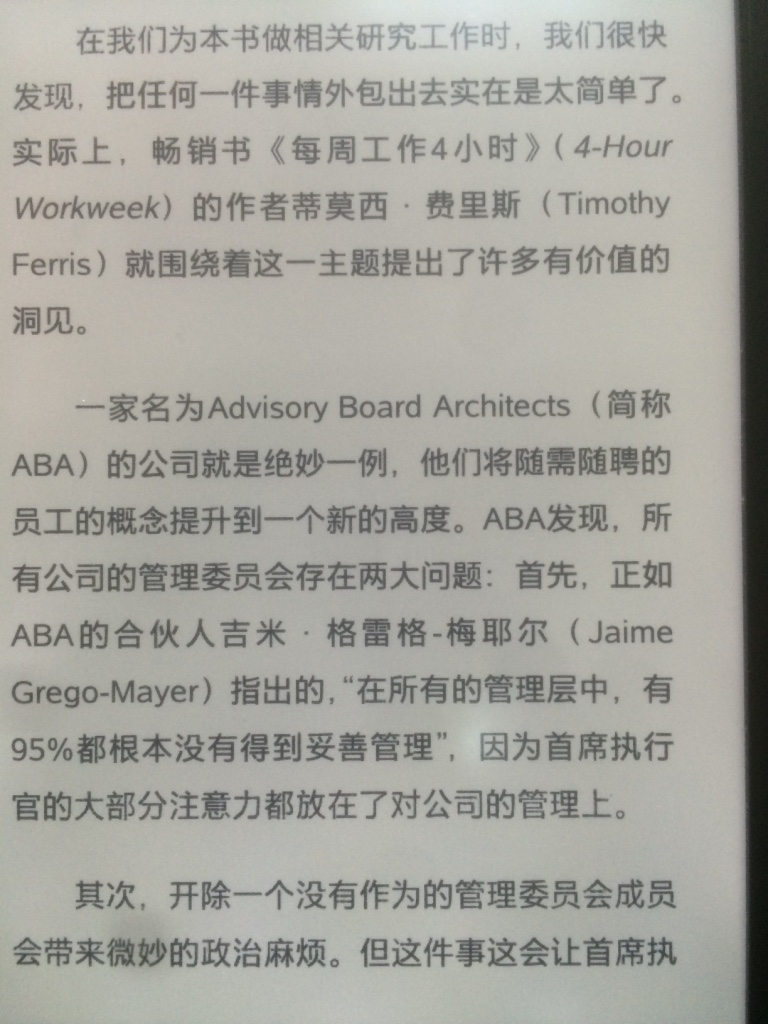 在我们为本书做相关研究工作时，我们很快
发现，把任何一件事情外包出去实在是太简单了。
实际上，畅销书《每周工作4小时》（4-Hour
Workweek）的作者蒂莫西·费里斯（Timothy
Ferris）就围绕着这一主题提出了许多有价值的
洞见。
一家名为Advisory Board Architects（简称
ABA）的公司就是绝妙一例，他们将随需随聘的
员工的概念提升到一个新的高度。ABA发现，所
有公司的管理委员会存在两大问题：首先，正如
ABA的合伙人吉米·格雷格-梅耶尔（Jaime
Grego-Mayer）指出的，“在所有的管理层中，有
95%都根本没有得到妥善管理”，因为首席执行
官的大部分注意力都放在了对公司的管理上。
其次，开除一个没有作为的管理委员会成员
会带来微妙的政治麻烦。但这件事这会让首席执